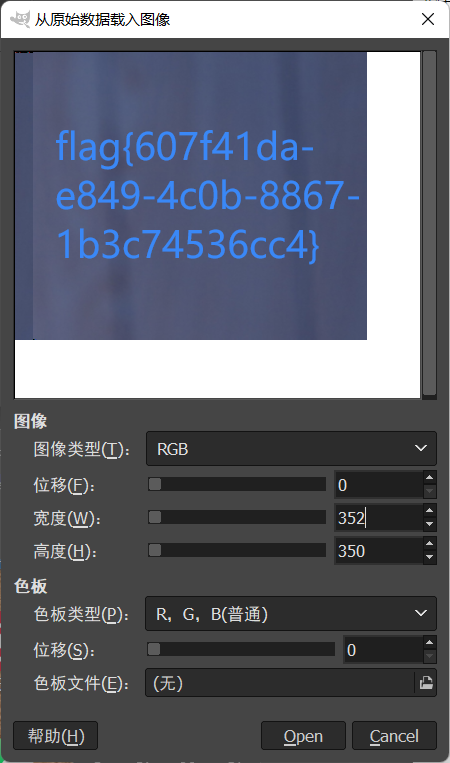 从原始数据载入图像
flag{607f41da-
e849-4c0b-8867-
1b3c74536cc4}
图像
图像类型(T)： RGB
位移(F)： 0
宽度(W)： 352
高度(H)： 350
色板
色板类型(P)： R，G，B(普通)
位移(S)： 0
色板文件(E)： (无)
帮助(H) Open Cancel